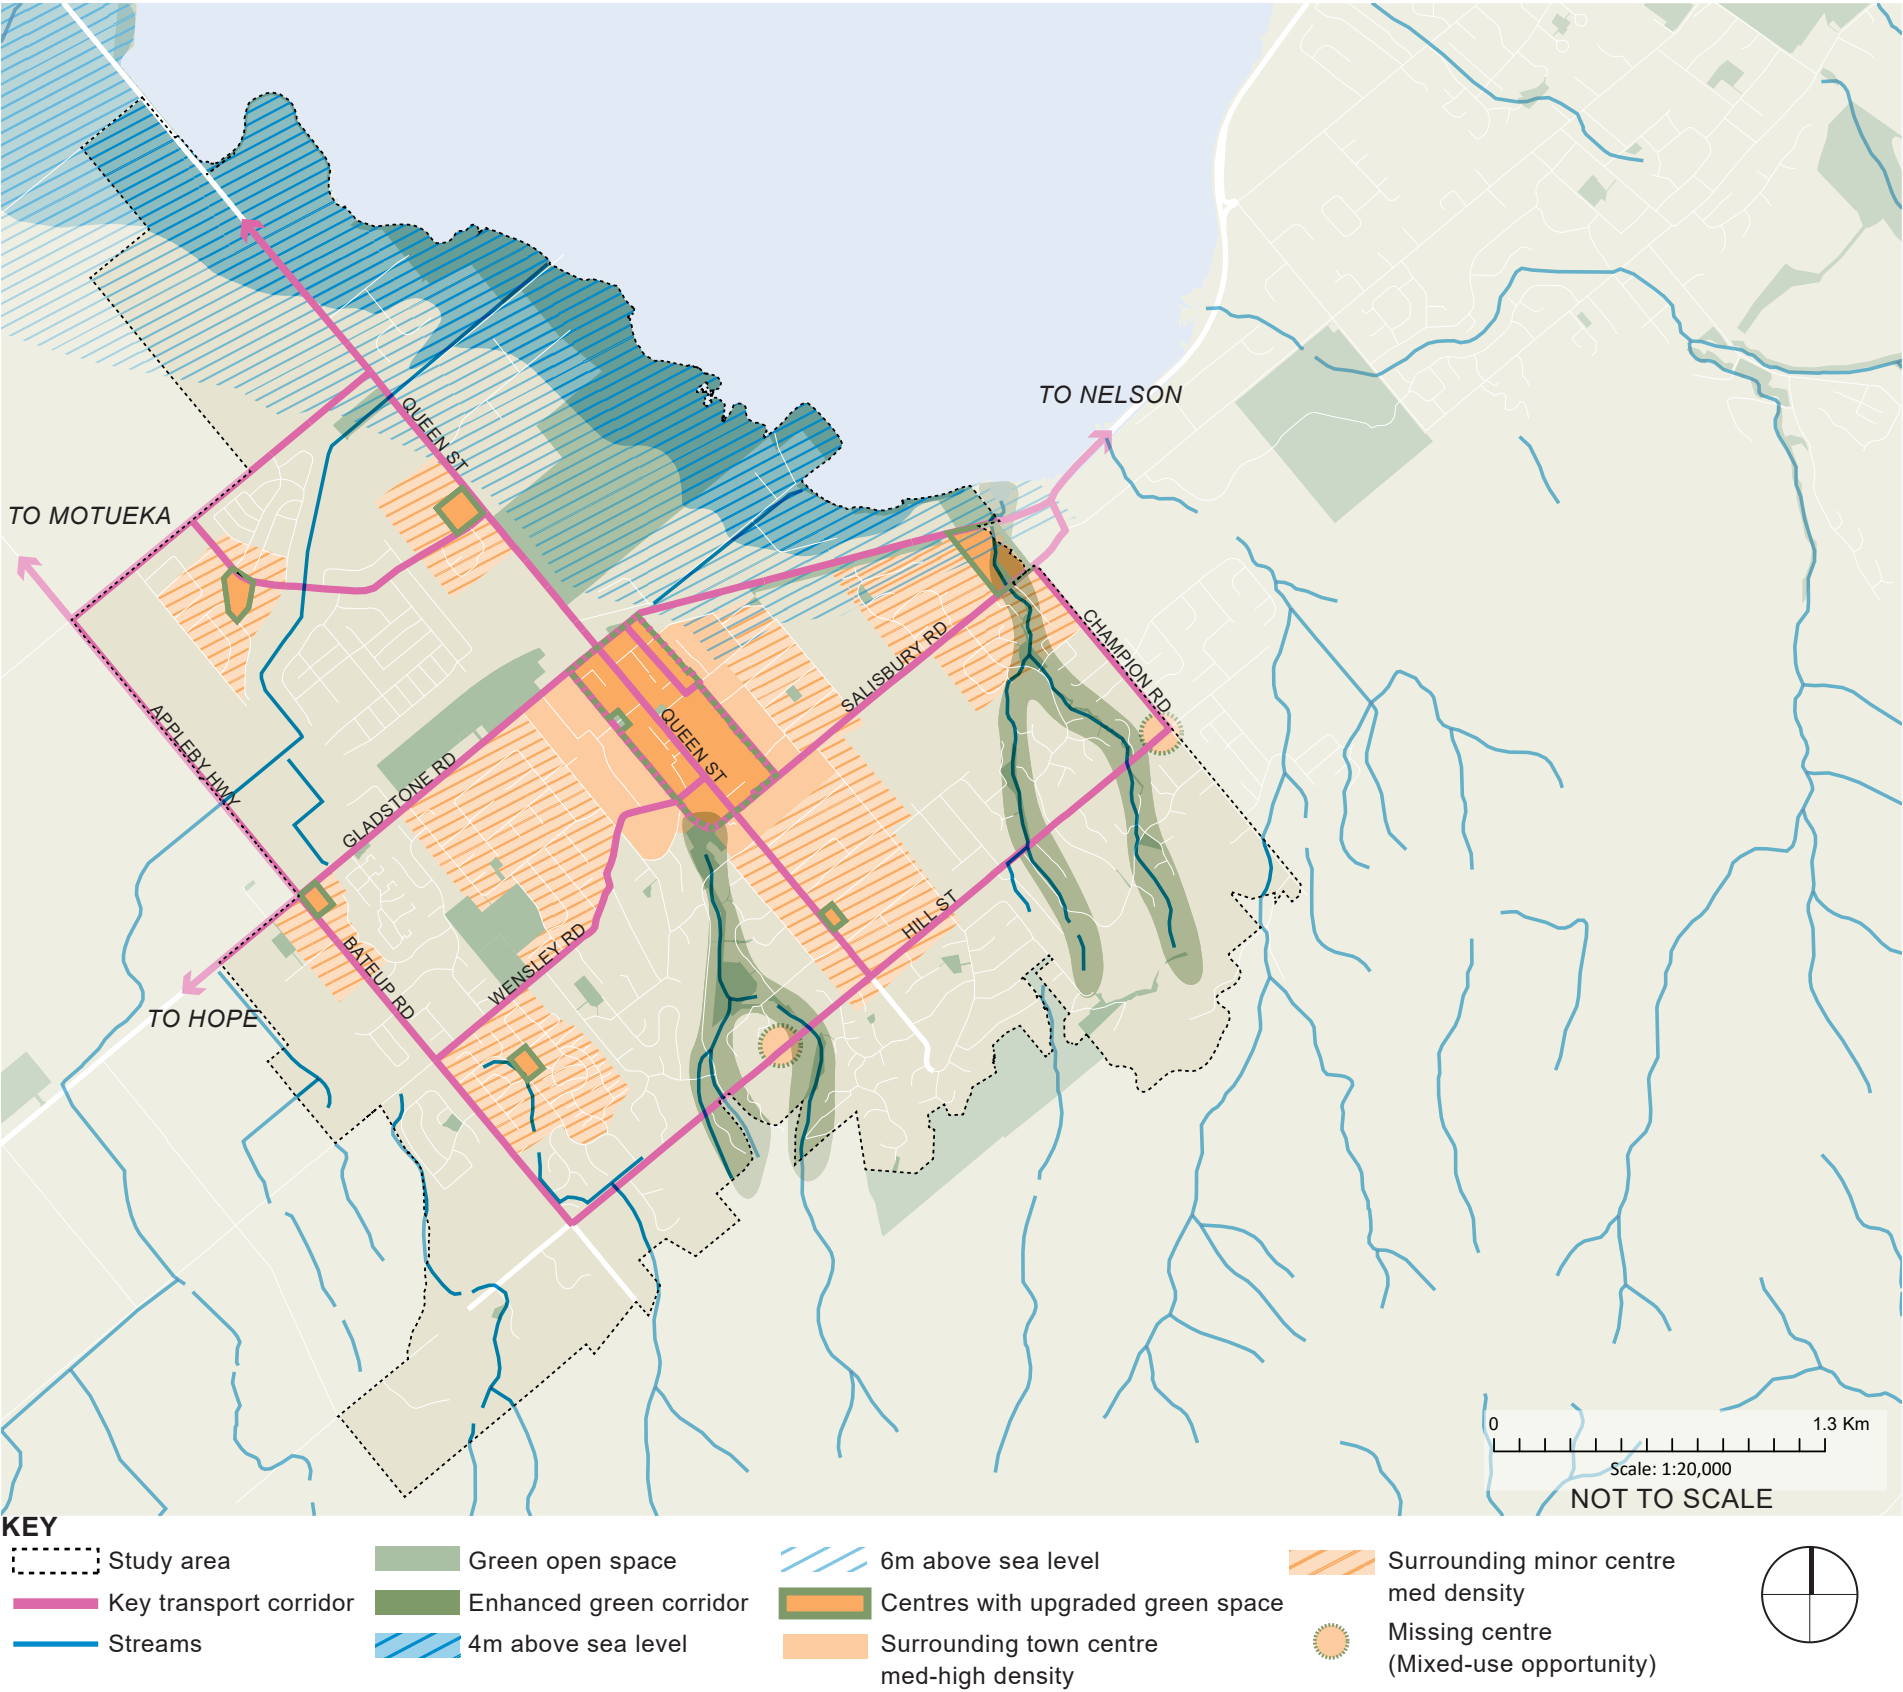 TO NELSON
QUEEN ST
TO MOTUEKA
CHAMPION RD
SALISBURY RD
APPLEBY HWY
QUEEN ST
GLADSTONE RD
HILL ST
BATEUP RD
WENSLEY RD
TO HOPE
0 1.3 Km
Scale: 1:20,000
NOT TO SCALE
KEY
Study area
Key transport corridor
Streams
Green open space
Enhanced green corridor
4m above sea level
6m above sea level
Centres with upgraded green space
Surrounding town centre
med-high density
Surrounding minor centre
med density
Missing centre
(Mixed-use opportunity)